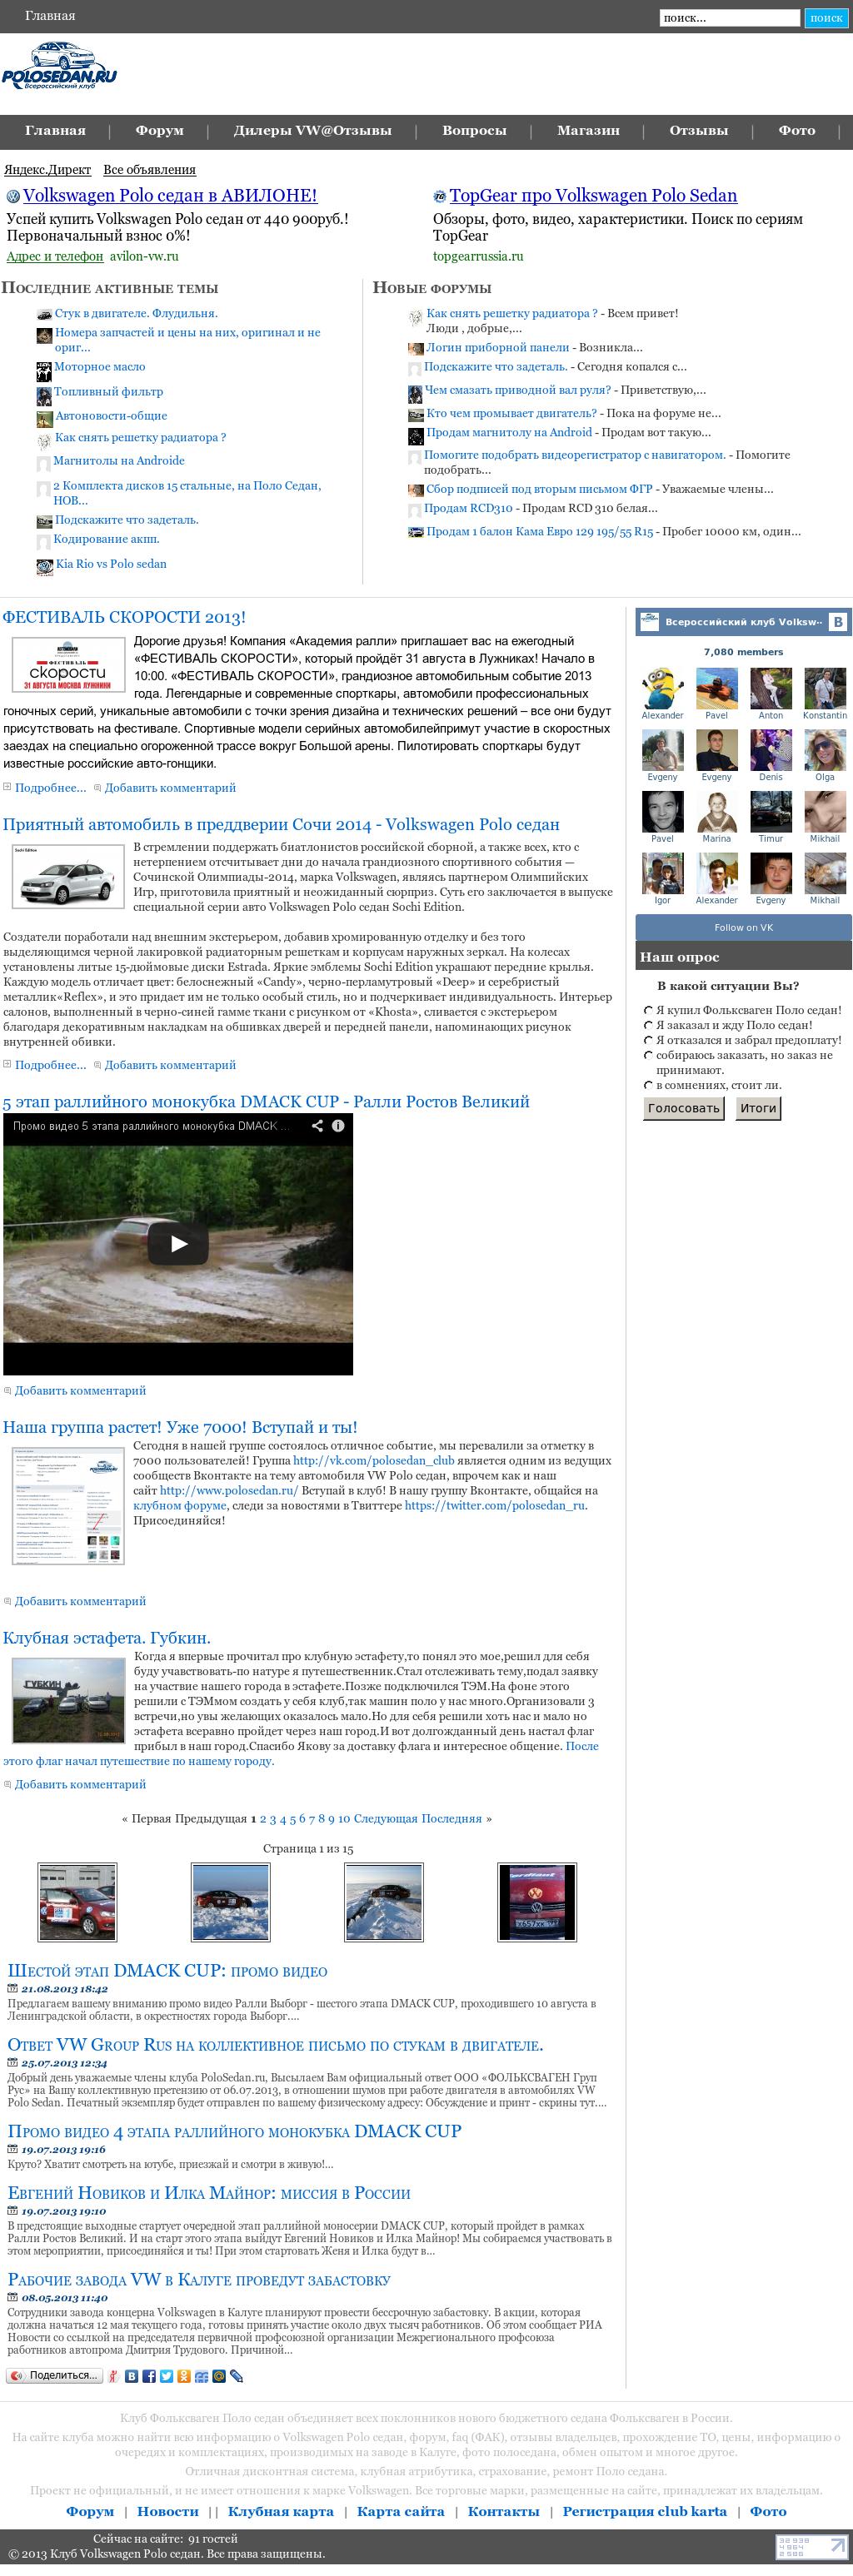 Главная
поиск...
поиск
POLOSEDAN.RU
Всероссийский клуб
Главная | Форум | Дилеры VW@Отзывы | Вопросы | Магазин | Отзывы | Фото |
Яндекс.Директ Все объявления
Volkswagen Polo седан в АВИЛОНЕ!
Успей купить Volkswagen Polo седан от 440 900руб.!
Первоначальный взнос 0%!
Адрес и телефон avilon-vw.ru
TopGear про Volkswagen Polo Sedan
Обзоры, фото, видео, характеристики. Поиск по сериям
TopGear
topgearrussia.ru
Последние активные темы
Стук в двигателе. Флудильня.
Номера запчастей и цены на них, оригинал и не
ориг...
Моторное масло
Топливный фильтр
Автоновости-общие
Как снять решетку радиатора ?
Магнитолы на Androide
2 Комплекта дисков 15 стальные, на Поло Седан,
НОВ...
Подскажите что задеталь.
Кодирование акпп.
Kia Rio vs Polo sedan
Новые форумы
Как снять решетку радиатора ? - Всем привет!
Люди , добрые,...
Логин приборной панели - Возникла...
Подскажите что задеталь. - Сегодня копался с...
Чем смазать приводной вал руля? - Приветствую,...
Кто чем промывает двигатель? - Пока на форуме не...
Продам магнитолу на Android - Продам вот такую...
Помогите подобрать видеорегистратор с навигатором. - Помогите
подобрать...
Сбор подписей под вторым письмом ФГР - Уважаемые члены...
Продам RCD310 - Продам RCD 310 белая...
Продам 1 балон Кама Евро 129 195/55 R15 - Пробег 10000 км, один...
ФЕСТИВАЛЬ СКОРОСТИ 2013!
ФЕСТИВАЛЬ
скорости
31 АВГУСТА МОСКВА ЛУЖНИКИ
Дорогие друзья! Компания «Академия ралли» приглашает вас на ежегодный
«ФЕСТИВАЛЬ СКОРОСТИ», который пройдёт 31 августа в Лужниках! Начало в
10:00. «ФЕСТИВАЛЬ СКОРОСТИ», грандиозное автомобильным событие 2013
года. Легендарные и современные спорткары, автомобили профессиональных
гоночных серий, уникальные автомобили с точки зрения дизайна и технических решений – все они будут
присутствовать на фестивале. Спортивные модели серийных автомобилейпримут участие в скоростных
заездах на специально огороженной трассе вокруг Большой арены. Пилотировать спорткары будут
известные российские авто-гонщики.
Подробнее... Добавить комментарий
Приятный автомобиль в преддверии Сочи 2014 - Volkswagen Polo седан
Sochi Edition
В стремлении поддержать биатлонистов российской сборной, а также всех, кто с
нетерпением отсчитывает дни до начала грандиозного спортивного события —
Сочинской Олимпиады-2014, марка Volkswagen, являясь партнером Олимпийских
Игр, приготовила приятный и неожиданный сюрприз. Суть его заключается в выпуске
специальной серии авто Volkswagen Polo седан Sochi Edition.
Создатели поработали над внешним экстерьером, добавив хромированную отделку и без того
выделяющимся черной лакировкой радиаторным решеткам и корпусам наружных зеркал. На колесах
установлены литые 15-дюймовые диски Estrada. Яркие эмблемы Sochi Edition украшают передние крылья.
Каждую модель отличает цвет: белоснежный «Candy», черно-перламутровый «Deep» и серебристый
металлик«Reflex», и это придает им не только особый стиль, но и подчеркивает индивидуальность. Интерьер
салонов, выполненный в черно-синей гамме ткани с рисунком от «Khosta», сливается с экстерьером
благодаря декоративным накладкам на обшивках дверей и передней панели, напоминающих рисунок
внутренней обивки.
Подробнее... Добавить комментарий
5 этап раллийного монокубка DMACK CUP - Ралли Ростов Великий
Промо видео 5 этапа раллийного монокубка DMACK ...
Добавить комментарий
Наша группа растет! Уже 7000! Вступай и ты!
Сегодня в нашей группе состоялось отличное событие, мы перевалили за отметку в
7000 пользователей! Группа http://vk.com/polosedan_club является одним из ведущих
сообществ Вконтакте на тему автомобиля VW Polo седан, впрочем как и наш
сайт http://www.polosedan.ru/ Вступай в клуб! В нашу группу Вконтакте, общайся на
клубном форуме, следи за новостями в Твиттере https://twitter.com/polosedan_ru.
Присоединяйся!
Добавить комментарий
Клубная эстафета. Губкин.
ГУБКИН
Когда я впервые прочитал про клубную эстафету,то понял это мое,решил для себя
буду учавствовать-по натуре я путешественник.Стал отслеживать тему,подал заявку
на участвие нашего города в эстафете.Позже подключился ТЭМ.На фоне этого
решили с ТЭМмом создать у себя клуб,так машин поло у нас много.Организовали 3
встречи,но увы желающих оказалось мало.Но для себя решили хоть нас и мало но
эстафета всеравно пройдет через наш город.И вот долгожданный день настал флаг
прибыл в наш город.Спасибо Якову за доставку флага и интересное общение. После
этого флаг начал путешествие по нашему городу.
Добавить комментарий
« Первая Предыдущая 1 2 3 4 5 6 7 8 9 10 Следующая Последняя »
Страница 1 из 15
Шестой этап DMACK CUP: промо видео
21.08.2013 18:42
Предлагаем вашему вниманию промо видео Ралли Выборг - шестого этапа DMACK CUP, проходившего 10 августа в
Ленинградской области, в окрестностях города Выборг....
Ответ VW Group Rus на коллективное письмо по стукам в двигателе.
25.07.2013 12:34
Добрый день уважаемые члены клуба PoloSedan.ru, Высылаем Вам официальный ответ ООО «ФОЛЬКСВАГЕН Груп
Рус» на Вашу коллективную претензию от 06.07.2013, в отношении шумов при работе двигателя в автомобилях VW
Polo Sedan. Печатный экземпляр будет отправлен по вашему физическому адресу: Обсуждение и принт - скрины тут....
Промо видео 4 этапа раллийного монокубка DMACK CUP
19.07.2013 19:16
Круто? Хватит смотреть на ютубе, приезжай и смотри в живую!...
Евгений Новиков и Илка Майнор: миссия в России
19.07.2013 19:10
В предстоящие выходные стартует очередной этап раллийной моносерии DMACK CUP, который пройдет в рамках
Ралли Ростов Великий. И на старт этого этапа выйдут Евгений Новиков и Илка Майнор! Мы собираемся участвовать в
этом мероприятии, присоединяйся и ты! При этом стартовать Женя и Илка будут в...
Рабочие завода VW в Калуге проведут забастовку
08.05.2013 11:40
Сотрудники завода концерна Volkswagen в Калуге планируют провести бессрочную забастовку. В акции, которая
должна начаться 12 мая текущего года, готовы принять участие около двух тысяч работников. Об этом сообщает РИА
Новости со ссылкой на председателя первичной профсоюзной организации Межрегионального профсоюза
работников автопрома Дмитрия Трудового. Причиной...
Поделиться...
Всероссийский клуб Volksw--
7,080 members
Alexander Pavel Anton Konstantin
Evgeny Evgeny Denis Olga
Pavel Marina Timur Mikhail
Igor Alexander Evgeny Mikhail
Follow on VK
Наш опрос
В какой ситуации Вы?
Я купил Фольксваген Поло седан!
Я заказал и жду Поло седан!
Я отказался и забрал предоплату!
собираюсь заказать, но заказ не
принимают.
в сомнениях, стоит ли.
Голосовать Итоги
Клуб Фольксваген Поло седан объединяет всех поклонников нового бюджетного седана Фольксваген в России.
На сайте клуба можно найти всю информацию о Volkswagen Polo седан, форум, faq (ФАК), отзывы владельцев, прохождение ТО, цены, информацию о
очередях и комплектациях, производимых на заводе в Калуге, фото полоседана, обмен опытом и многое другое.
Отличная дисконтная система, клубная атрибутика, страхование, ремонт Поло седана.
Проект не официальный, и не имеет отношения к марке Volkswagen. Все торговые марки, размещенные на сайте, принадлежат их владельцам.
Форум | Новости || Клубная карта | Карта сайта | Контакты | Регистрация club karta | Фото
Сейчас на сайте: 91 гостей
© 2013 Клуб Volkswagen Polo седан. Все права защищены.